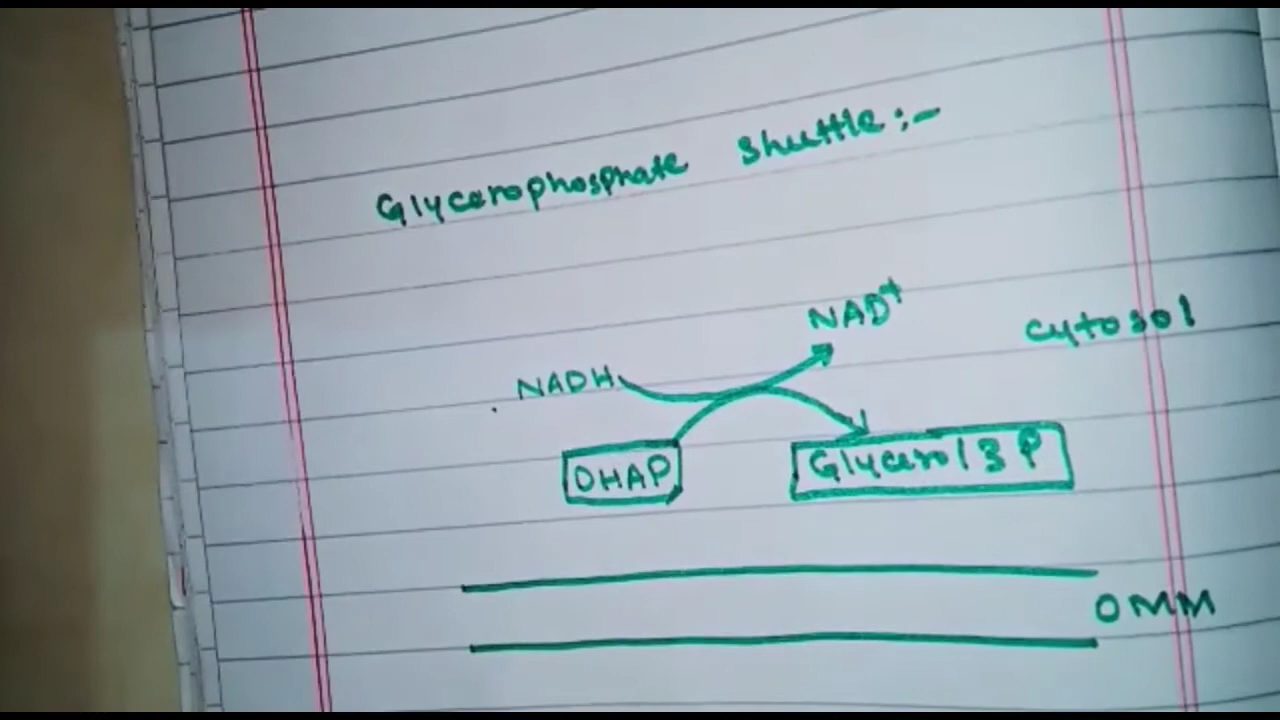 Glycerophosphate Shuttle :-
NAD+
Cytosol
NADH
DHAP
Glycerol 3 P
OMM